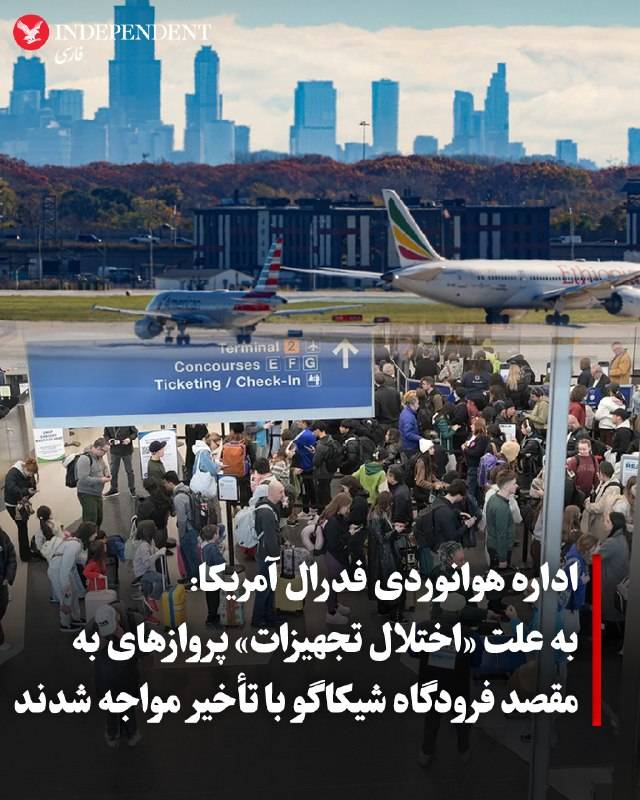 INDEPENDENT
فارسی
Terminal 2
Concourses E F G
Ticketing / Check-In
اداره هوانوردی فدرال آمریکا:
به علت «اختلال تجهیزات» پروازهای به
مقصد فرودگاه شیکاگو با تأخیر مواجه شدند